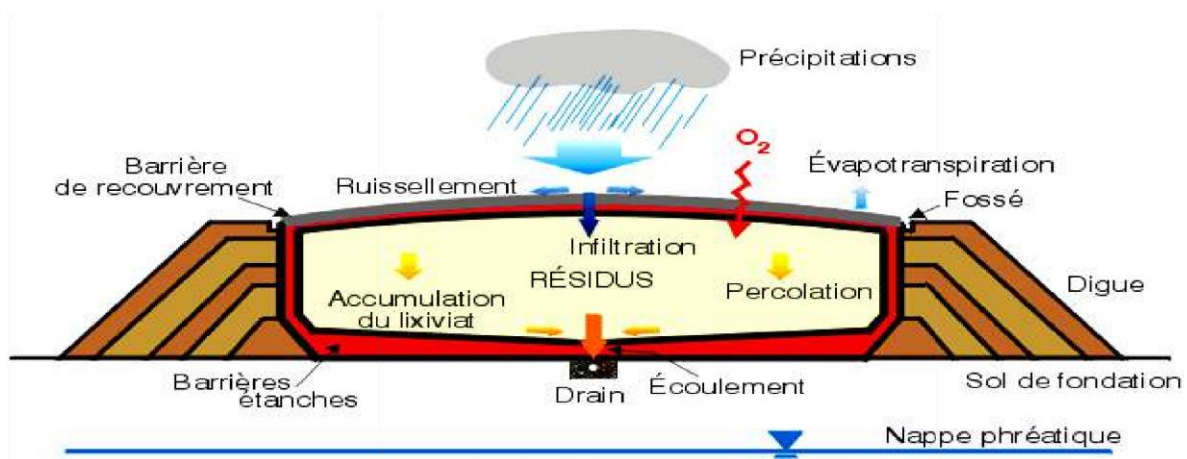 Précipitations
O2
Barrière
de recouvrement
Ruissellement
Évapotranspiration
Fossé
Infiltration
RÉSIDUS
Accumulation
du lixiviat
Percolation
Digue
Barrières
étanches
Drain
Écoulement
Sol de fondation
Nappe phréatique